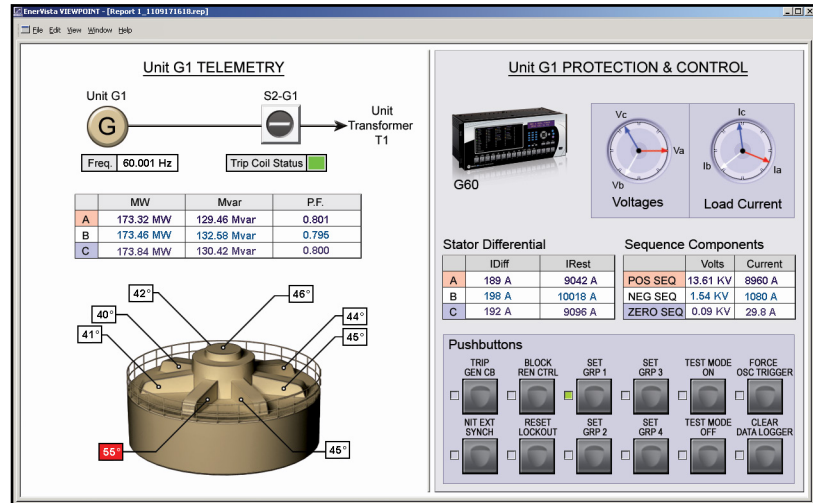 EnerVista VIEWPOINT - [Report 1_1109171618.rep]
File Edit View Window Help
Unit G1 TELEMETRY
Unit G1
S2-G1
G
Unit
Transformer
T1
Freq. 60.001 Hz
Trip Coil Status
MW Mvar P.F.
A 173.32 MW 129.46 Mvar 0.801
B 173.46 MW 132.58 Mvar 0.795
C 173.84 MW 130.42 Mvar 0.800
42°
46°
40°
44°
41°
45°
55°
45°
Unit G1 PROTECTION & CONTROL
G60
Vc
Va
Vb
Voltages
Ic
Ib
Ia
Load Current
Stator Differential
IDiff IRest
A 189 A 9042 A
B 198 A 10018 A
C 192 A 9096 A
Sequence Components
Volts Current
POS SEQ 13.61 KV 8960 A
NEG SEQ 1.54 KV 1080 A
ZERO SEQ 0.09 KV 29.8 A
Pushbuttons
TRIP
GEN CB
BLOCK
REN CTRL
SET
GRP 1
SET
GRP 3
TEST MODE
ON
FORCE
OSC TRIGGER
NIT EXT
SYNCH
RESET
LOCKOUT
SET
GRP 2
SET
GRP 4
TEST MODE
OFF
CLEAR
DATA LOGGER